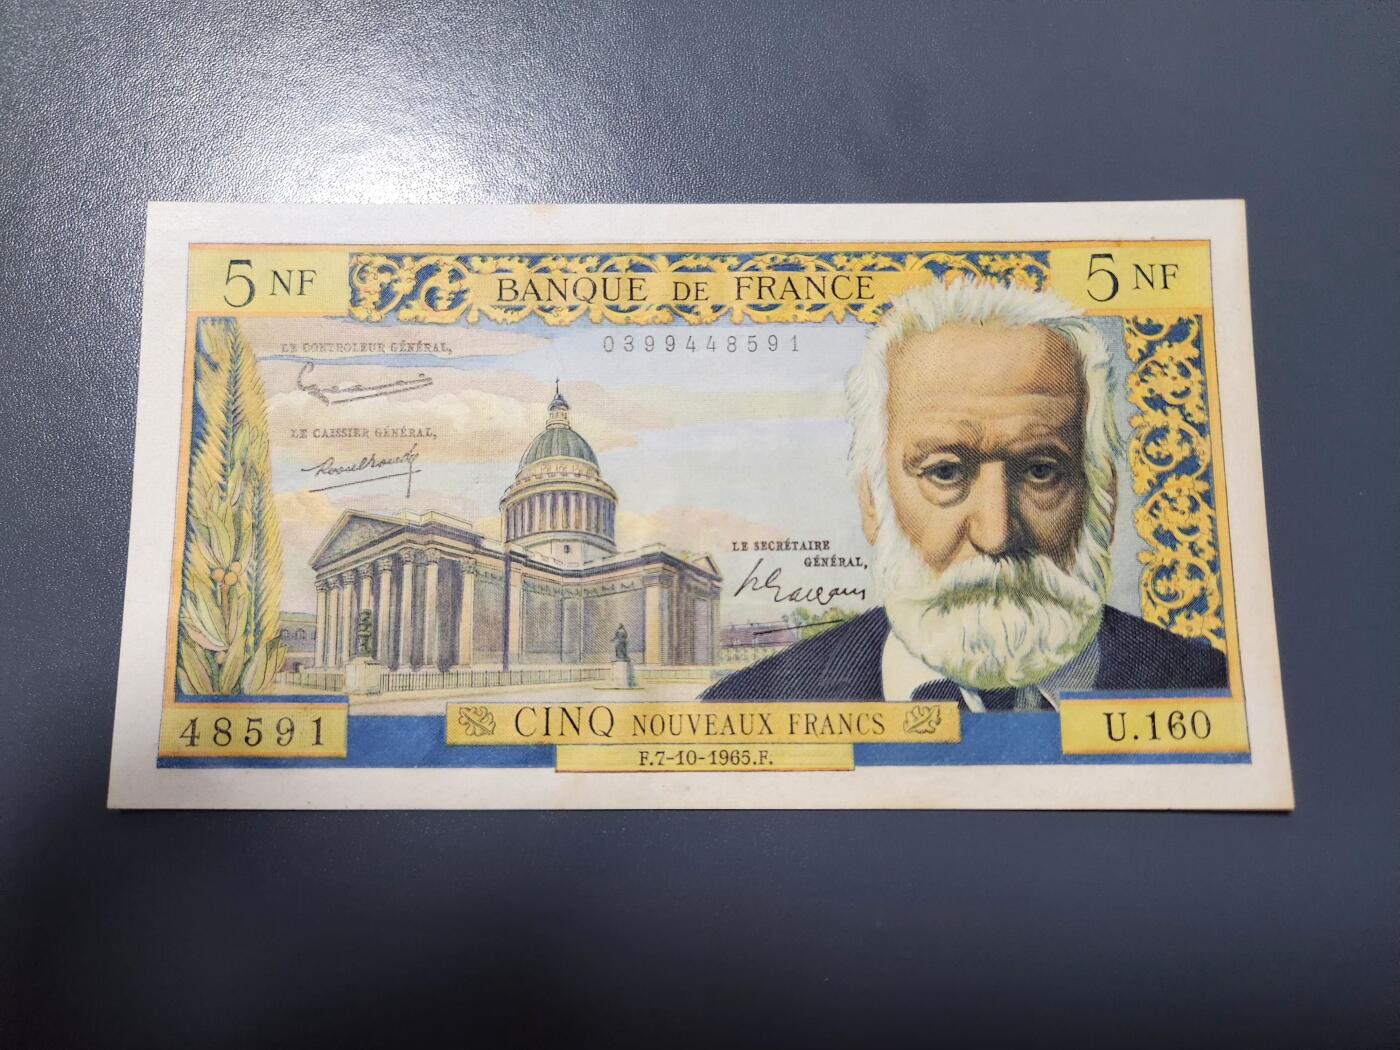 5 NF
BANQUE DE FRANCE
5 NF
LE CONTROLEUR GÉNÉRAL,
0399448591
LE CAISSIER GÉNÉRAL,
LE SECRÉTAIRE
GÉNÉRAL,
48591
CINQ NOUVEAUX FRANCS
U.160
F.7-10-1965.F.